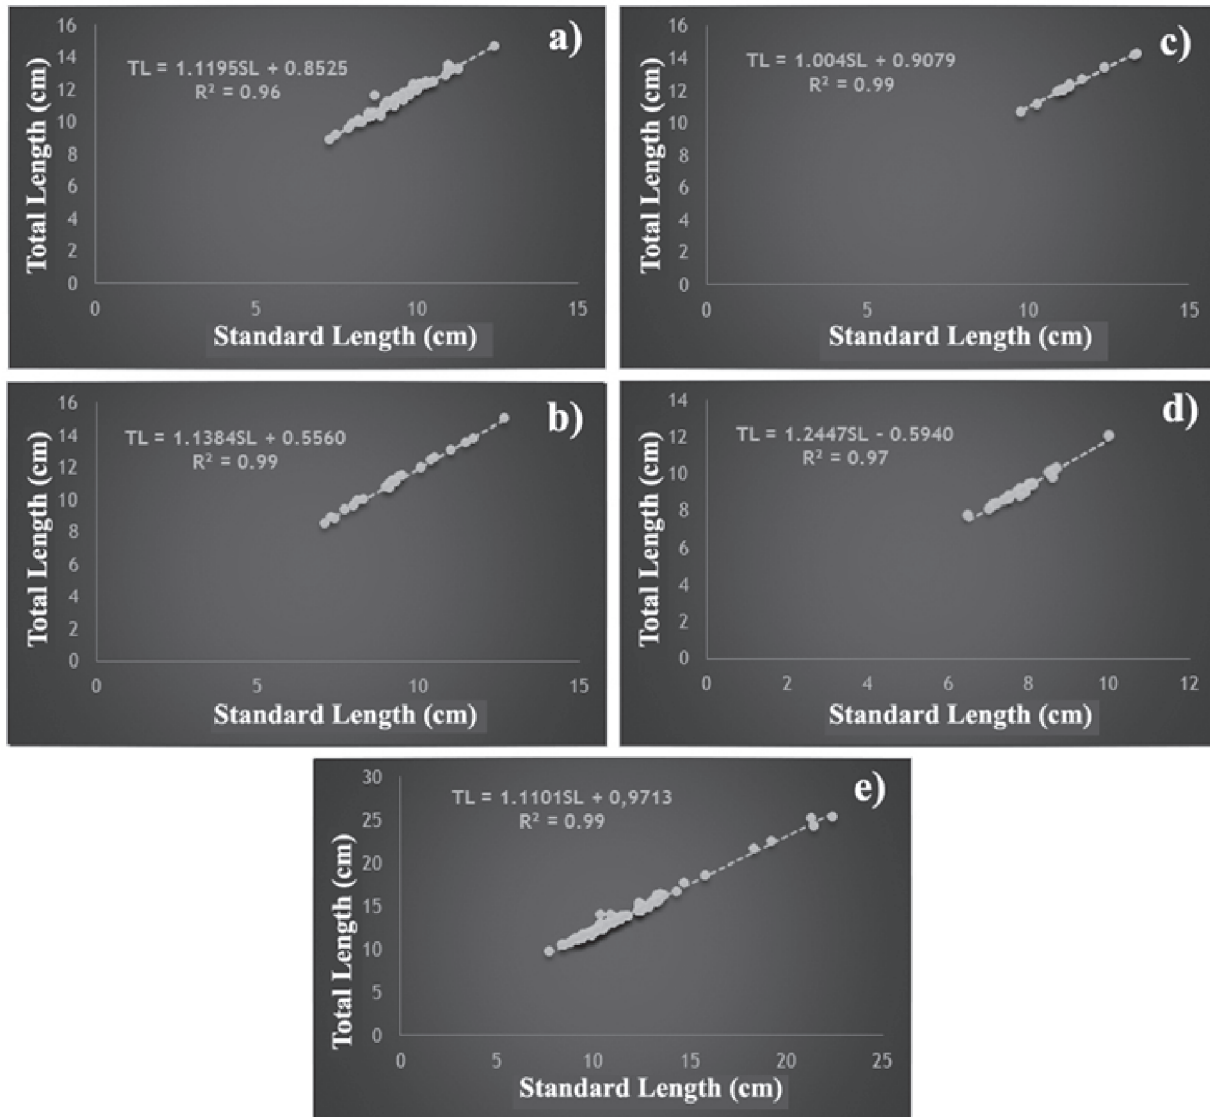 a)
TL = 1.1195SL + 0.8525
R² = 0.96
Total Length (cm)
16
14
12
10
8
6
4
2
0
0 5 10 15
Standard Length (cm)
c)
TL = 1.004SL + 0.9079
R² = 0.99
Total Length (cm)
16
14
12
10
8
6
4
2
0
0 5 10 15
Standard Length (cm)
b)
TL = 1.1384SL + 0.5560
R² = 0.99
Total Length (cm)
16
14
12
10
8
6
4
2
0
0 5 10 15
Standard Length (cm)
d)
TL = 1.2447SL - 0.5940
R² = 0.97
Total Length (cm)
14
12
10
8
6
4
2
0
0 2 4 6 8 10 12
Standard Length (cm)
e)
TL = 1.1101SL + 0,9713
R² = 0.99
Total Length (cm)
30
25
20
15
10
5
0
0 5 10 15 20 25
Standard Length (cm)